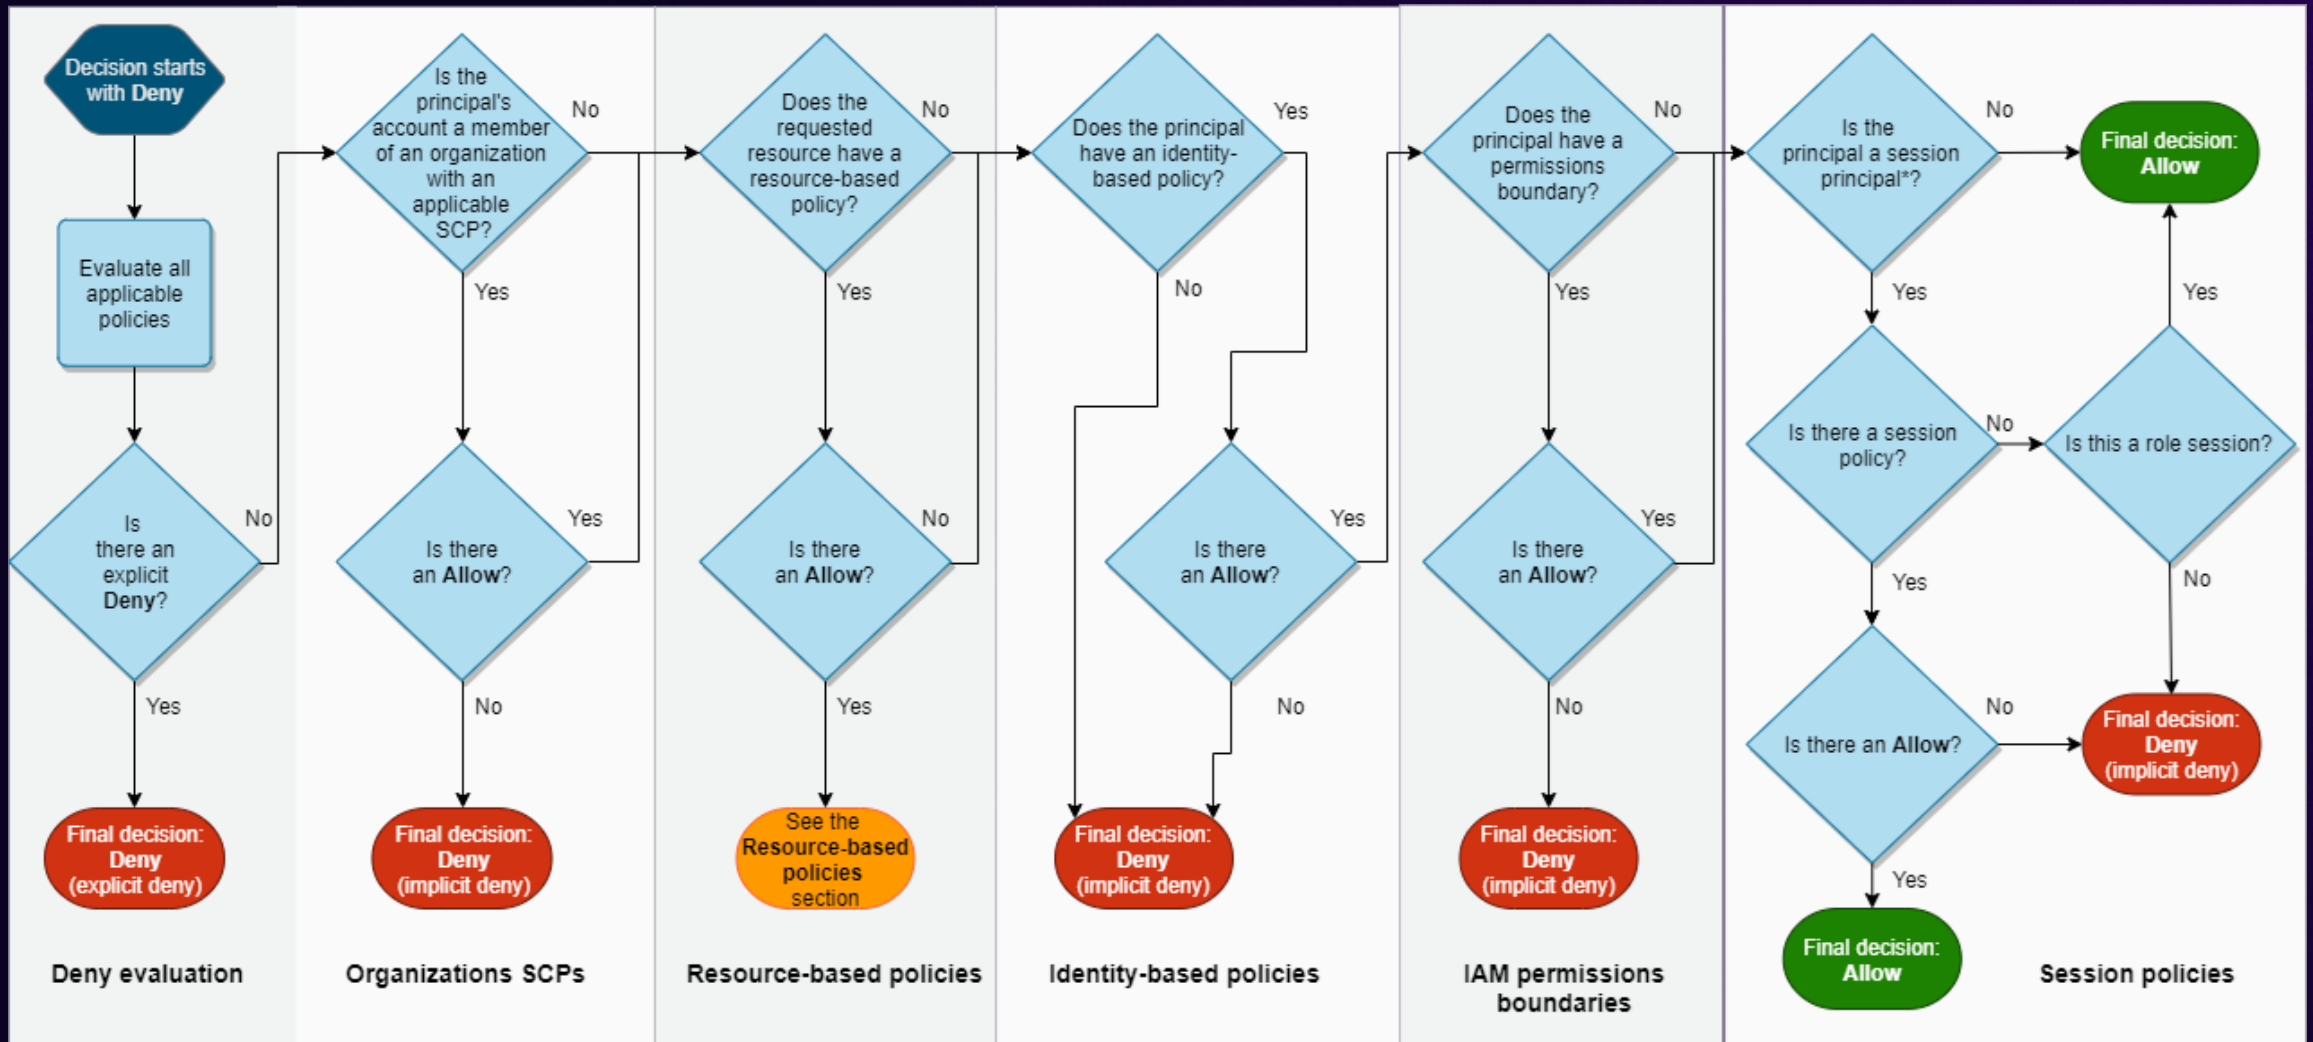 Decision starts
with Deny
Evaluate all
applicable
policies
Is
there an
explicit
Deny?
No
Yes
Final decision:
Deny
(explicit deny)
Deny evaluation
Is the
principal's
account a member
of an organization
with an
applicable
SCP?
No
Yes
Is there
an Allow?
Yes
No
Final decision:
Deny
(implicit deny)
Organizations SCPs
Does the
requested
resource have a
resource-based
policy?
No
Yes
Is there
an Allow?
No
Yes
See the
Resource-based
policies
section
Resource-based policies
Does the principal
have an identity-
based policy?
Yes
No
Is there
an Allow?
Yes
No
Final decision:
Deny
(implicit deny)
Identity-based policies
Does the
principal have a
permissions
boundary?
No
Yes
Is there
an Allow?
Yes
No
Final decision:
Deny
(implicit deny)
IAM permissions
boundaries
Is the
principal a session
principal*?
No
Final decision:
Allow
Yes
Yes
Is there a session
policy?
No
Is this a role session?
Yes
No
Is there an Allow?
No
Final decision:
Deny
(implicit deny)
Yes
Final decision:
Allow
Session policies